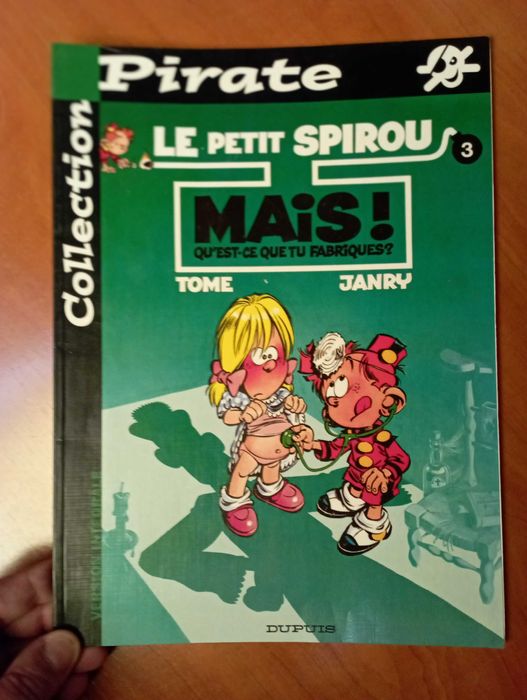 Collection
Pirate
LE PETIT SPIROU
3
MAiS !
QU'EST-CE QUE TU FABRIQUES?
TOME JANRY
VERSION INTÉGRALE
DUPUIS